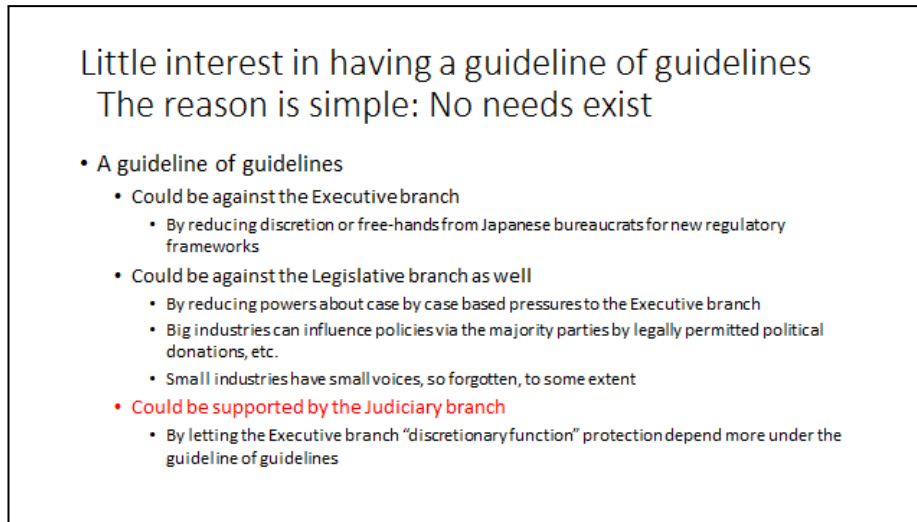 Little interest in having a guideline of guidelines
The reason is simple: No needs exist
• A guideline of guidelines
• Could be against the Executive branch
• By reducing discretion or free-hands from Japanese bureaucrats for new regulatory
frameworks
• Could be against the Legislative branch as well
• By reducing powers about case by case based pressures to the Executive branch
• Big industries can influence policies via the majority parties by legally permitted political
donations, etc.
• Small industries have small voices, so forgotten, to some extent
• Could be supported by the Judiciary branch
• By letting the Executive branch “discretionary function” protection depend more under the
guideline of guidelines